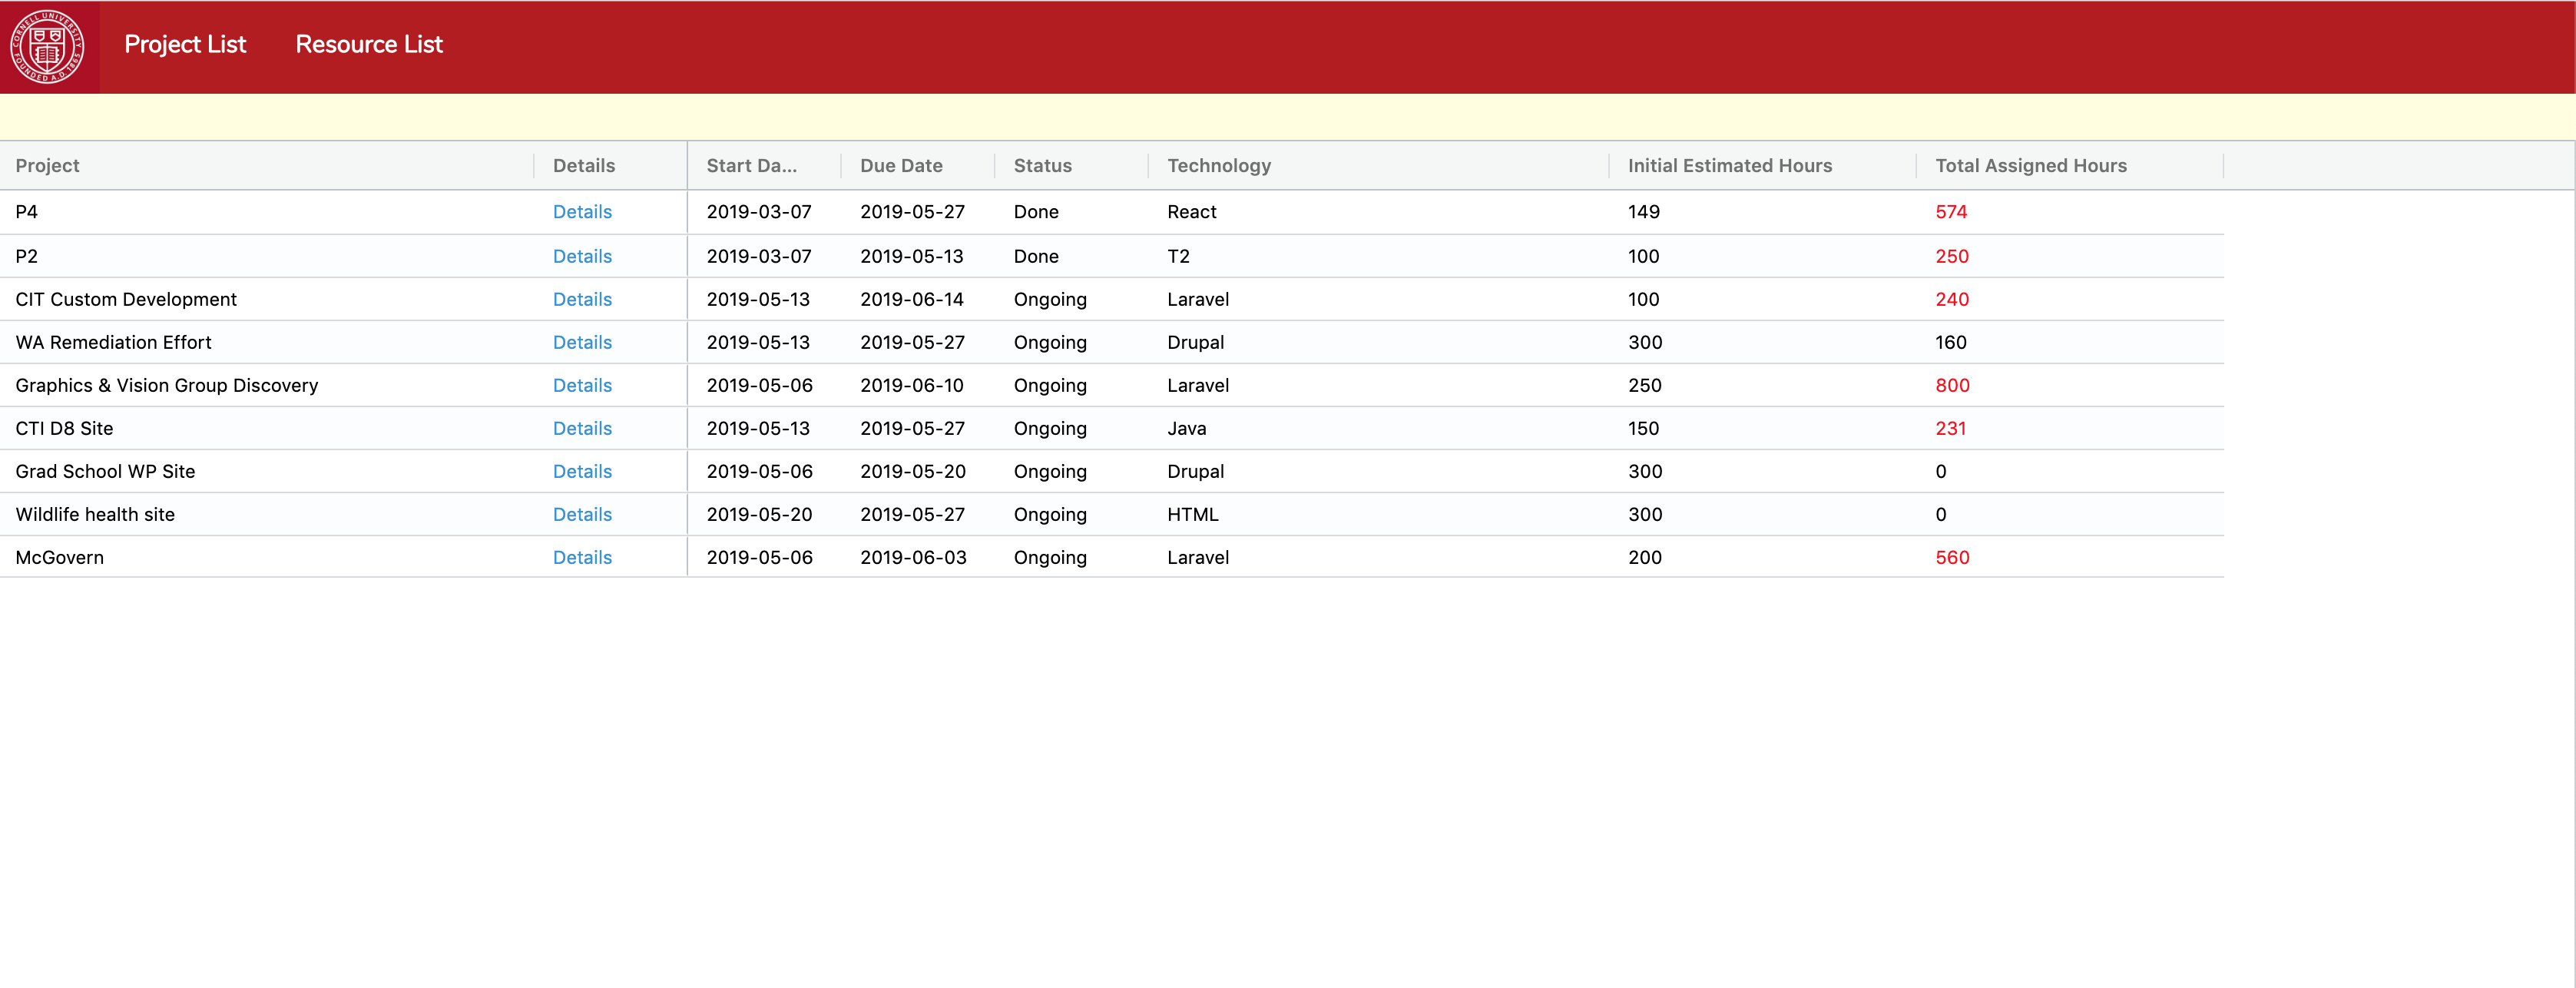 CORNELL UNIVERSITY
FOUNDED A.D. 1865
Project List Resource List
Project Details Start Da... Due Date Status Technology Initial Estimated Hours Total Assigned Hours
P4 Details 2019-03-07 2019-05-27 Done React 149 574
P2 Details 2019-03-07 2019-05-13 Done T2 100 250
CIT Custom Development Details 2019-05-13 2019-06-14 Ongoing Laravel 100 240
WA Remediation Effort Details 2019-05-13 2019-05-27 Ongoing Drupal 300 160
Graphics & Vision Group Discovery Details 2019-05-06 2019-06-10 Ongoing Laravel 250 800
CTI D8 Site Details 2019-05-13 2019-05-27 Ongoing Java 150 231
Grad School WP Site Details 2019-05-06 2019-05-20 Ongoing Drupal 300 0
Wildlife health site Details 2019-05-20 2019-05-27 Ongoing HTML 300 0
McGovern Details 2019-05-06 2019-06-03 Ongoing Laravel 200 560